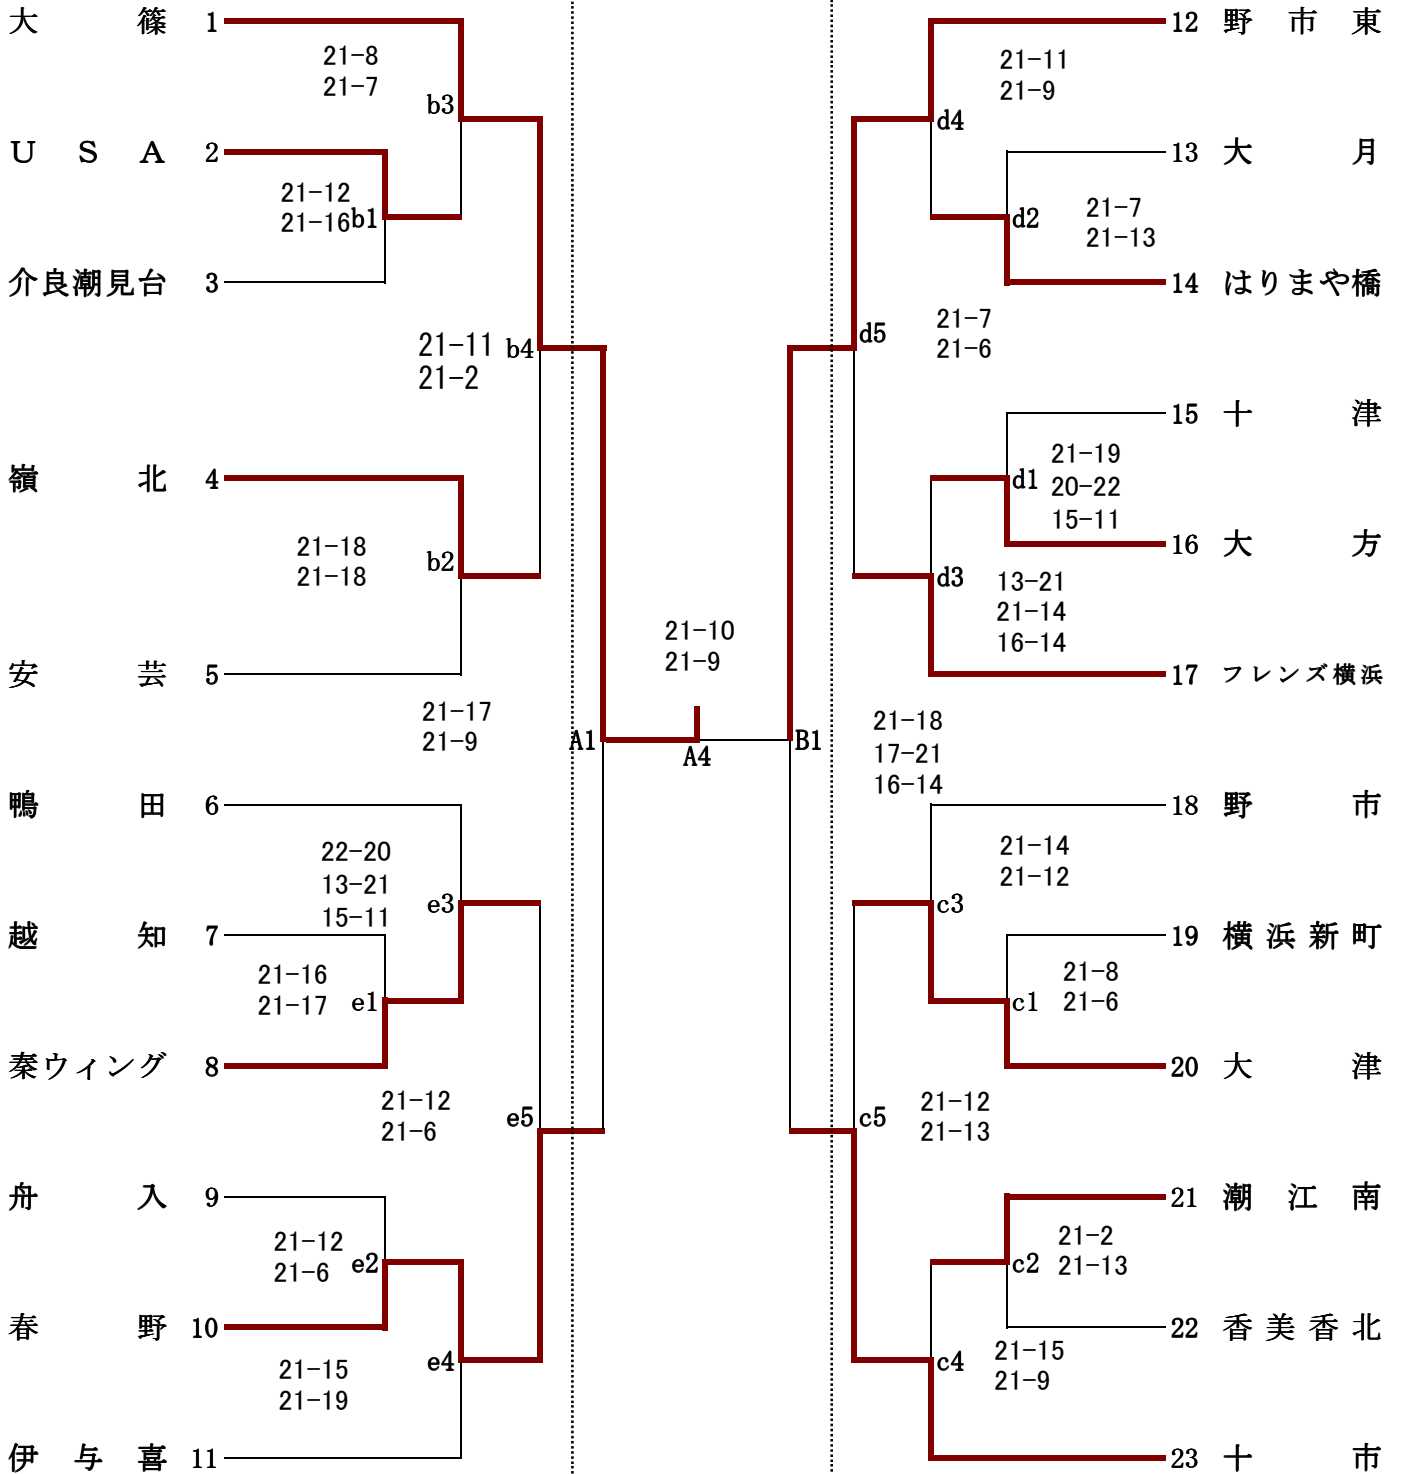 大篠 1
21-8
21-7
b3
USA 2
21-12
21-16
b1
介良潮見台 3
21-11
21-2
b4
嶺北 4
21-18
21-18
b2
安芸 5
21-17
21-9
A1
鴨田 6
22-20
13-21
15-11
e3
越知 7
21-16
21-17
e1
秦ウィング 8
21-12
21-6
e5
舟入 9
21-12
21-6
e2
春野 10
21-15
21-19
e4
伊与喜 11
21-10
21-9
A4
12 野市東
21-11
21-9
d4
13 大月
21-7
21-13
d2
14 はりまや橋
21-7
21-6
d5
15 十津
21-19
20-22
15-11
d1
16 大方
13-21
21-14
16-14
d3
17 フレンズ横浜
21-18
17-21
16-14
B1
18 野市
21-14
21-12
c3
19 横浜新町
21-8
21-6
c1
20 大津
21-12
21-13
c5
21 潮江南
21-2
21-13
c2
22 香美香北
21-15
21-9
c4
23 十市